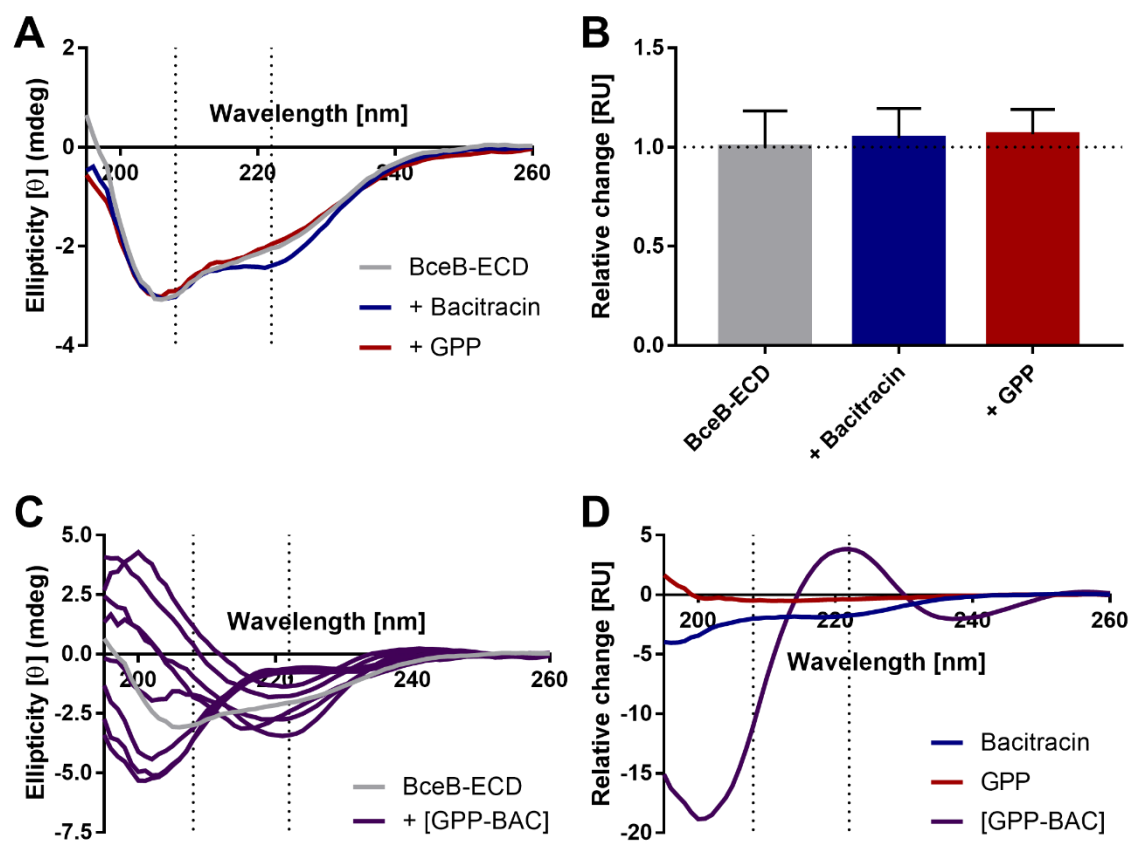 A
Ellipticity [θ] (mdeg)
2
0
-2
-4
Wavelength [nm]
200
220
240
260
BceB-ECD
+ Bacitracin
+ GPP
B
Relative change [RU]
1.5
1.0
0.5
0.0
BceB-ECD
+ Bacitracin
+ GPP
C
Ellipticity [θ] (mdeg)
5.0
2.5
0.0
-2.5
-5.0
-7.5
Wavelength [nm]
200
220
240
260
BceB-ECD
+ [GPP-BAC]
D
Relative change [RU]
5
0
-5
-10
-15
-20
200
220
240
260
Wavelength [nm]
Bacitracin
GPP
[GPP-BAC]